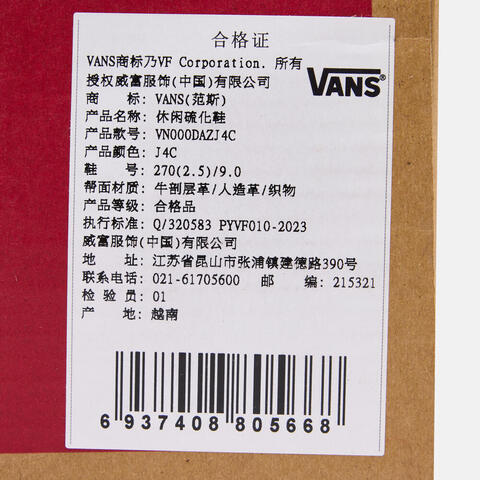 合格证
VANS商标乃VF Corporation. 所有
授权威富服饰(中国)有限公司
VANS®
商 标: VANS(范斯)
产品名称: 休闲硫化鞋
产品款号: VN000DAZJ4C
产品颜色: J4C
鞋 号: 270(2.5)/9.0
帮面材质: 牛剖层革/人造革/织物
产品等级: 合格品
执行标准: Q/320583 PYVF010-2023
威富服饰(中国)有限公司
地 址: 江苏省昆山市张浦镇建德路390号
联系电话: 021-61705600 邮 编: 215321
检 验 员: 01
产 地: 越南
6 937408 805668